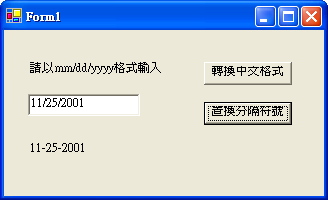 Form1
請以mm/dd/yyyy格式輸入
轉換中文格式
11/25/2001
置換分隔符號
11-25-2001